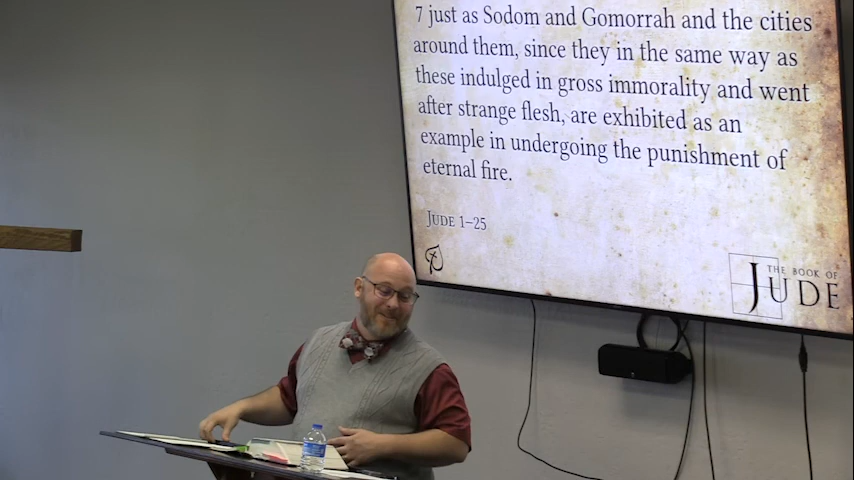 7 just as Sodom and Gomorrah and the cities
around them, since they in the same way as
these indulged in gross immorality and went
after strange flesh, are exhibited as an
example in undergoing the punishment of
eternal fire.
JUDE 1–25
THE BOOK OF
JUDE